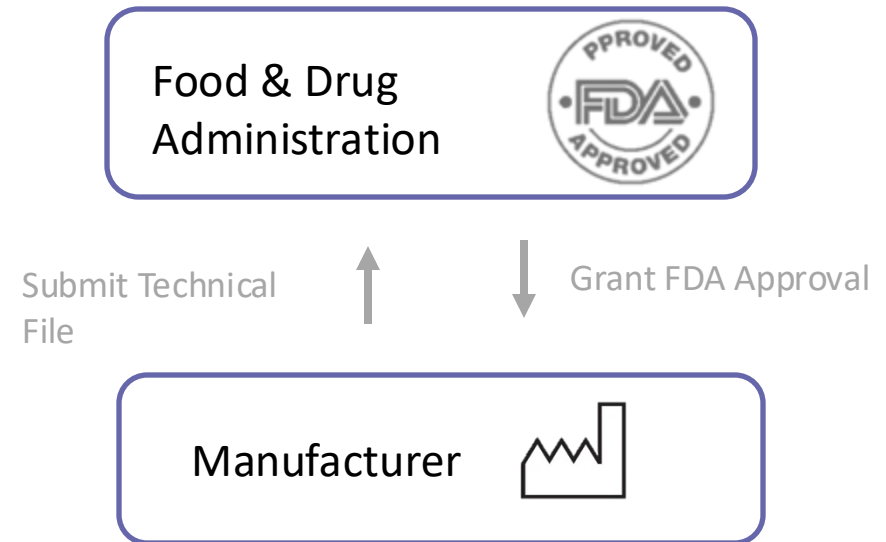 Food & Drug
Administration
PPROVED
FDA
APPROVED
Submit Technical
File
Grant FDA Approval
Manufacturer